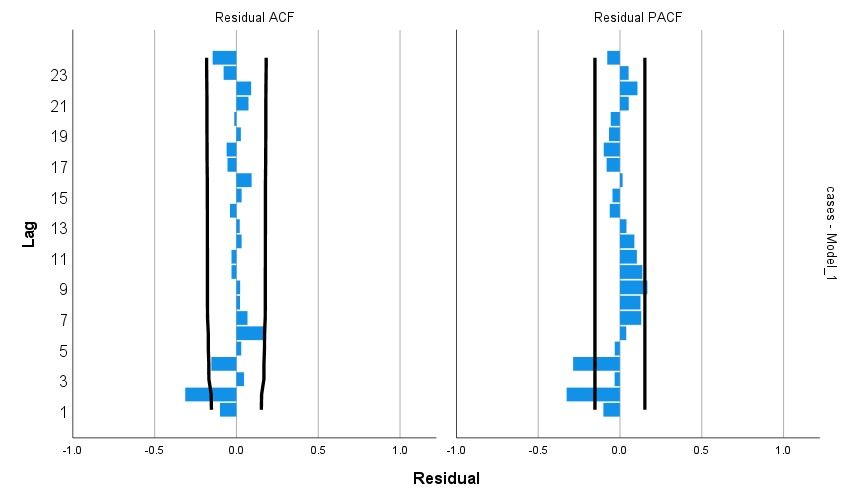 Residual ACF
Residual PACF
Lag
23
21
19
17
15
13
11
9
7
5
3
1
-1.0 -0.5 0.0 0.5 1.0
-1.0 -0.5 0.0 0.5 1.0
Residual
cases - Model_1